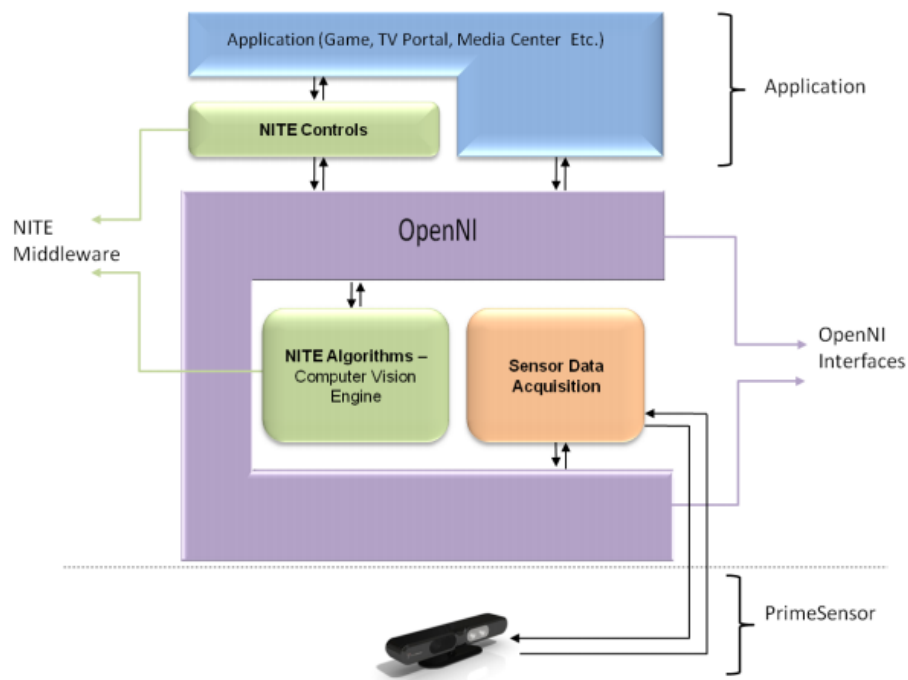 Application (Game, TV Portal, Media Center Etc.)
Application
NITE Controls
NITE
Middleware
OpenNI
NITE Algorithms –
Computer Vision
Engine
Sensor Data
Acquisition
OpenNI
Interfaces
PrimeSensor